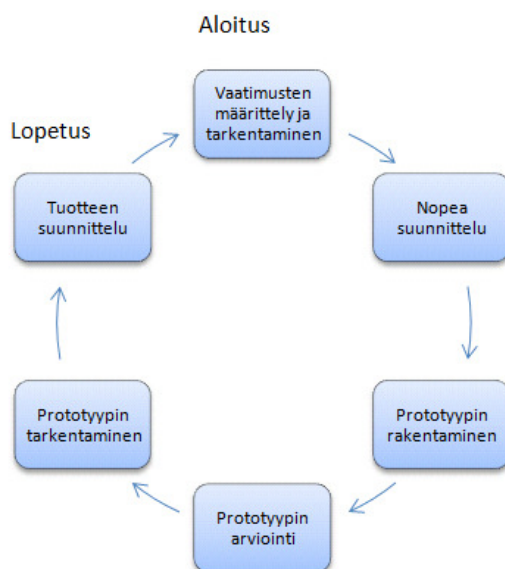 Aloitus
Vaatimusten
määrittely ja
tarkentaminen
Nopea
suunnittelu
Prototyypin
rakentaminen
Prototyypin
arviointi
Prototyypin
tarkentaminen
Tuotteen
suunnittelu
Lopetus